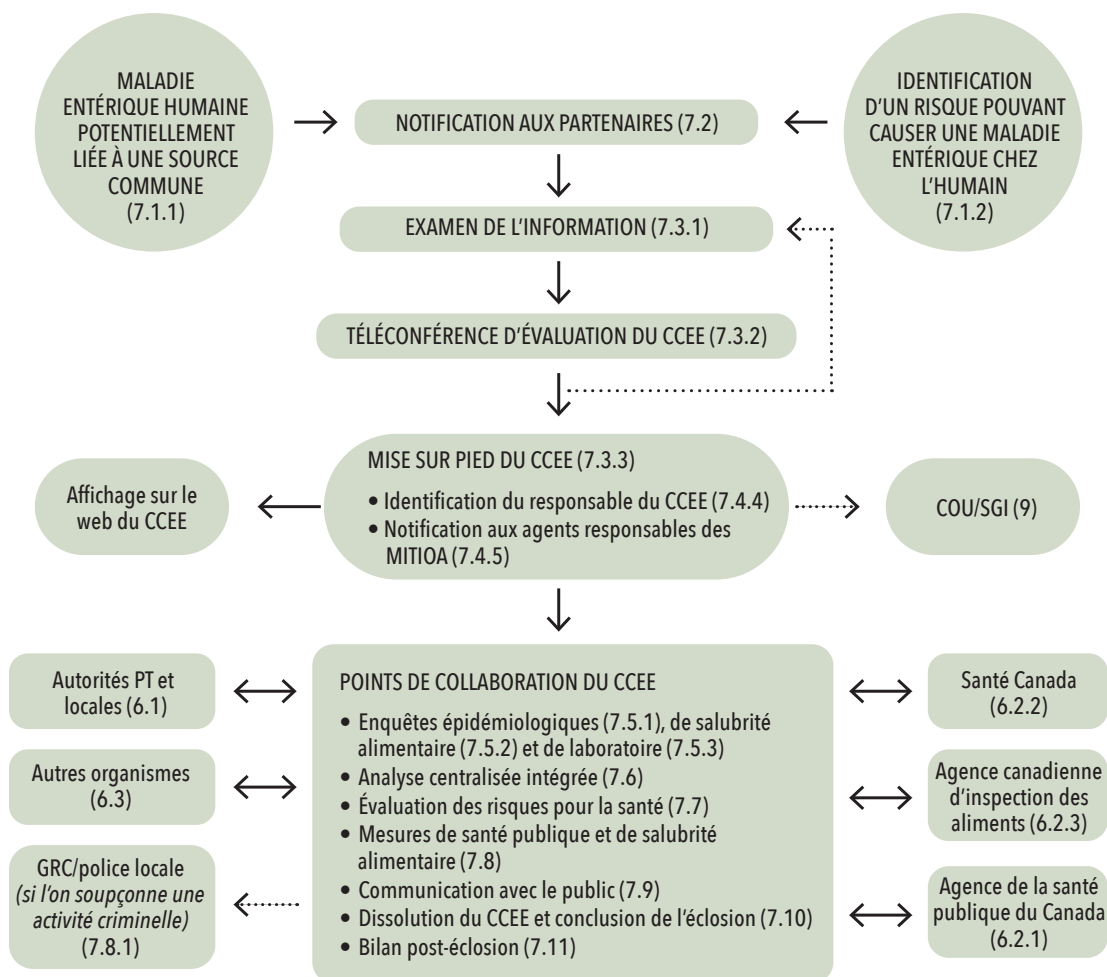 MALADIE
ENTÉRIQUE HUMAINE
POTENTIELLEMENT
LIÉE À UNE SOURCE
COMMUNE
(7.1.1)
NOTIFICATION AUX PARTENAIRES (7.2)
IDENTIFICATION
D'UN RISQUE POUVANT
CAUSER UNE MALADIE
ENTÉRIQUE CHEZ
L'HUMAIN
(7.1.2)
EXAMEN DE L'INFORMATION (7.3.1)
TÉLÉCONFÉRENCE D'ÉVALUATION DU CCEE (7.3.2)
Affichage sur le
web du CCEE
MISE SUR PIED DU CCEE (7.3.3)
• Identification du responsable du CCEE (7.4.4)
• Notification aux agents responsables des
MITIOA (7.4.5)
COU/SGI (9)
Autorités PT et
locales (6.1)
Autres organismes
(6.3)
GRC/police locale
(si l'on soupçonne une
activité criminelle)
(7.8.1)
POINTS DE COLLABORATION DU CCEE
• Enquêtes épidémiologiques (7.5.1), de salubrité
alimentaire (7.5.2) et de laboratoire (7.5.3)
• Analyse centralisée intégrée (7.6)
• Évaluation des risques pour la santé (7.7)
• Mesures de santé publique et de salubrité
alimentaire (7.8)
• Communication avec le public (7.9)
• Dissolution du CCEE et conclusion de l'éclosion (7.10)
• Bilan post-éclosion (7.11)
Santé Canada
(6.2.2)
Agence canadienne
d'inspection des
aliments (6.2.3)
Agence de la santé
publique du Canada
(6.2.1)